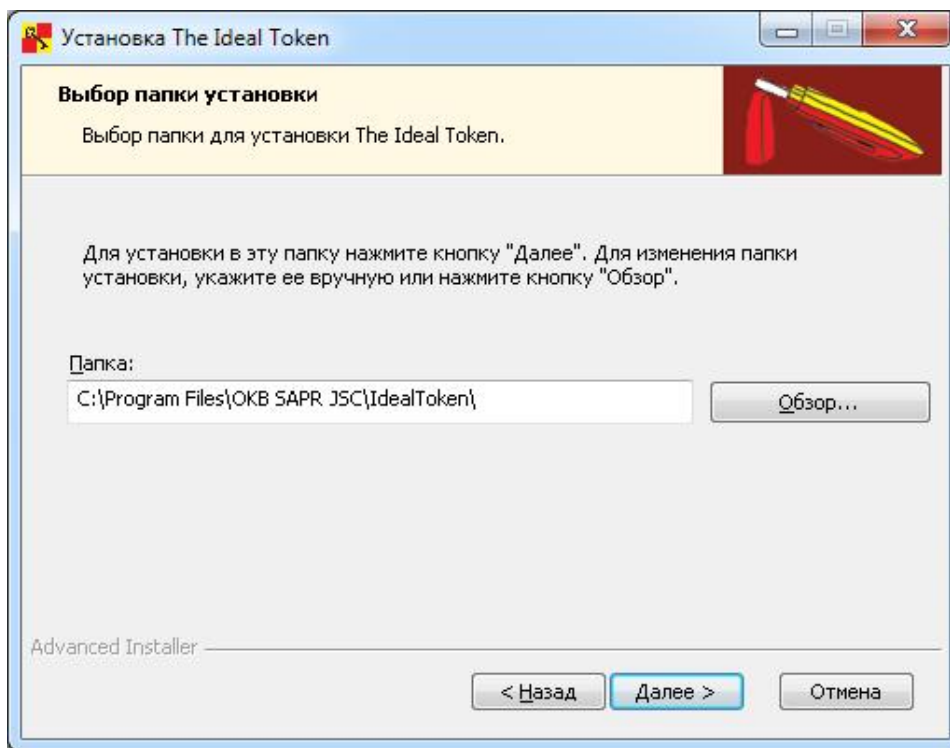 Установка The Ideal Token
Выбор папки установки
Выбор папки для установки The Ideal Token.
Для установки в эту папку нажмите кнопку "Далее". Для изменения папки
установки, укажите ее вручную или нажмите кнопку "Обзор".
Папка:
C:\Program Files\OKB SAPR JSC\IdealToken\
Обзор...
Advanced Installer
< Назад
Далее >
Отмена